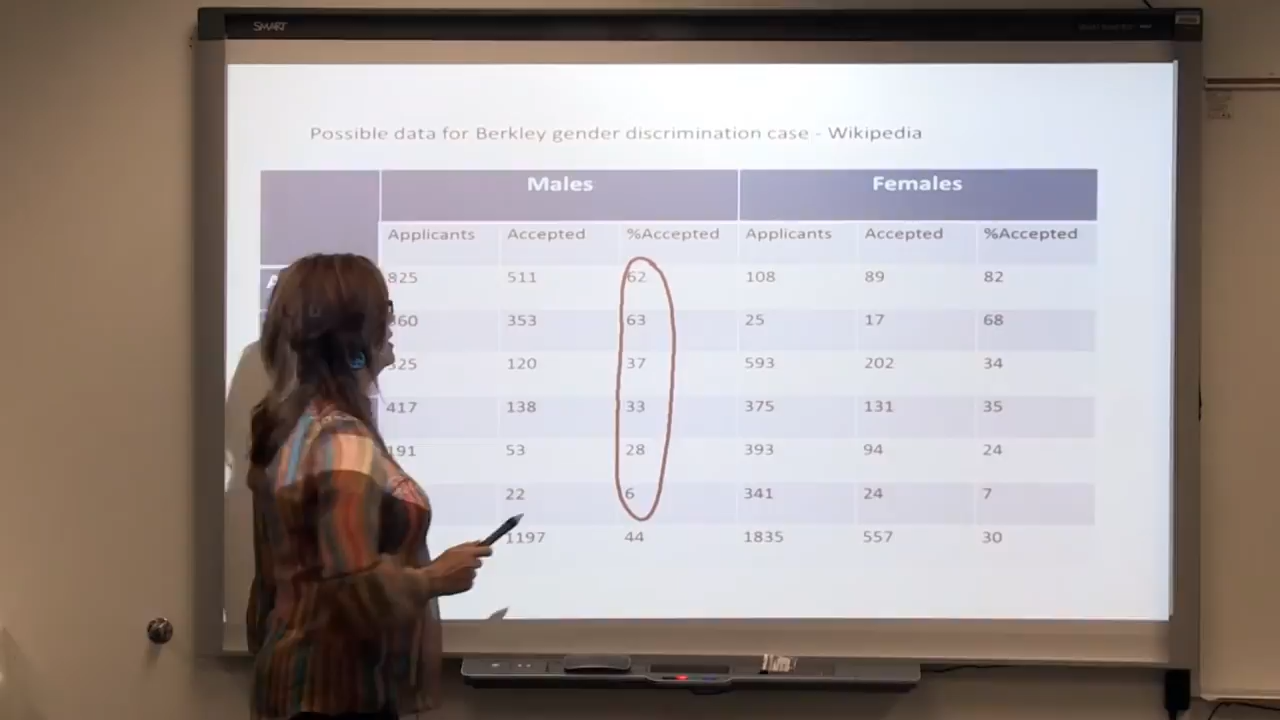 SMART
Possible data for Berkley gender discrimination case - Wikipedia
Males Females
Applicants Accepted %Accepted Applicants Accepted %Accepted
A 825 511 62 108 89 82
353 63 25 17 68
325 120 37 593 202 34
417 138 33 375 131 35
191 53 28 393 94 24
22 6 341 24 7
1197 44 1835 557 30